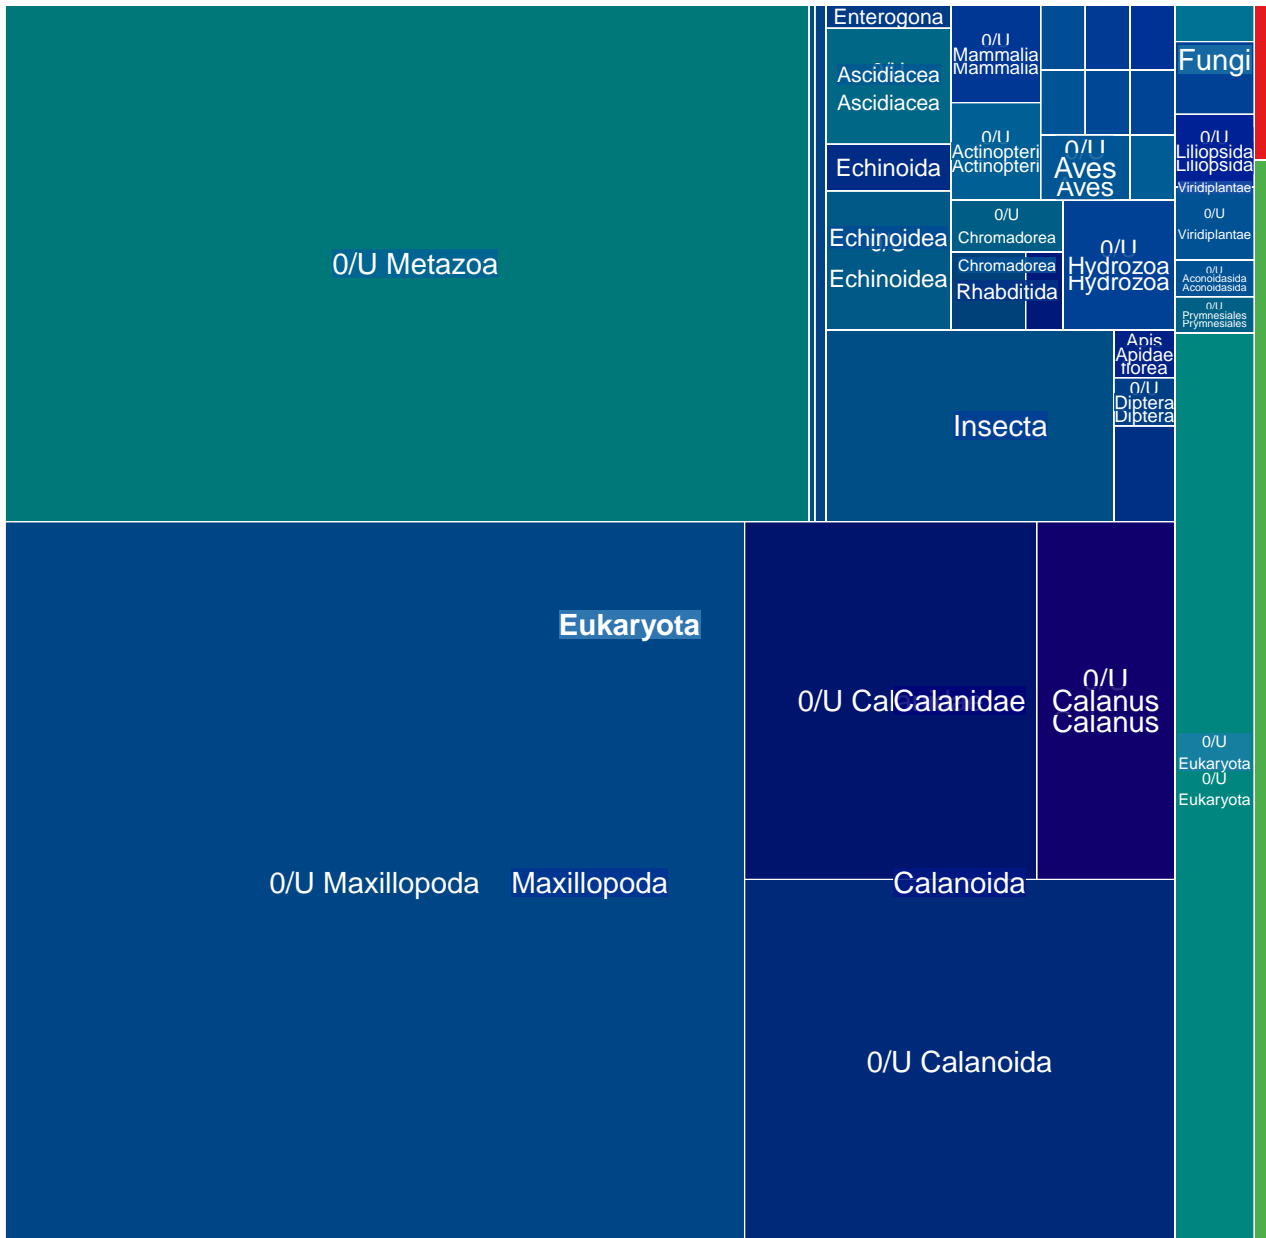 Enterogona
Ascidiacea
Ascidiacea
Echinoida
Echinoidea
Echinoidea
0/U
Mammalia
Mammalia
0/U
Actinopteri
Actinopteri
0/U
Aves
Aves
0/U
Chromadorea
Chromadorea
Rhabditida
0/U
Hydrozoa
Hydrozoa
Fungi
0/U
Liliopsida
Liliopsida
Viridiplantae
0/U
Viridiplantae
0/U
Aconoidasida
Aconoidasida
0/U
Prymnesiales
Prymnesiales
0/U Metazoa
Insecta
Apis
Apidae
florea
0/U
Diptera
Diptera
Eukaryota
0/U Maxillopoda
Maxillopoda
0/U Cal
Calanidae
0/U
Calanus
Calanus
Calanoida
0/U Calanoida
0/U
Eukaryota
0/U
Eukaryota